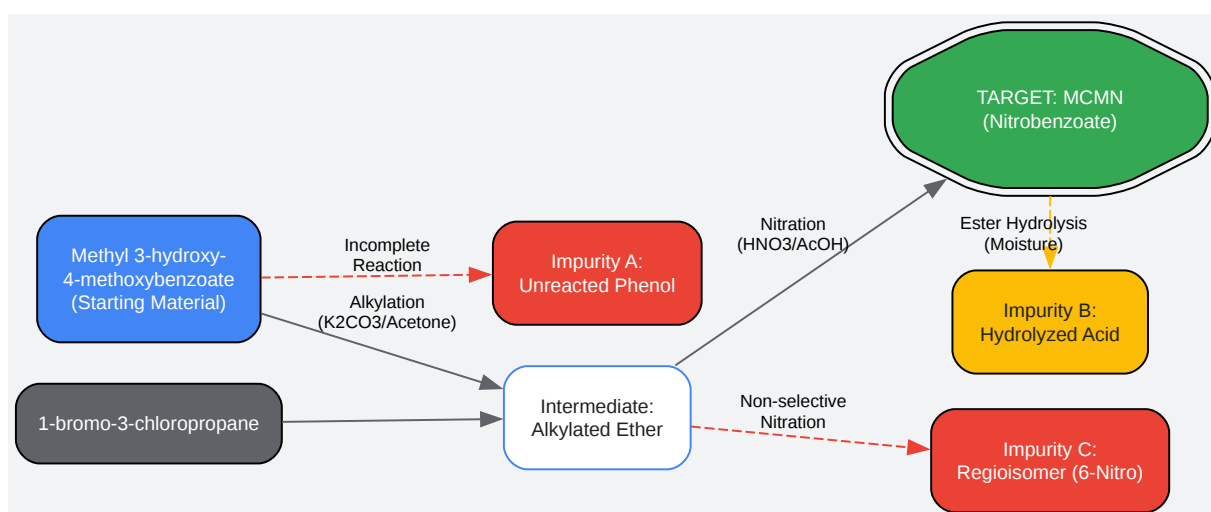 TARGET: MCMN
(Nitrobenzoate)
Nitration
(HNO3/AcOH)
Ester Hydrolysis
(Moisture)
Methyl 3-hydroxy-
4-methoxybenzoate
(Starting Material)
Incomplete
Reaction
Impurity A:
Unreacted Phenol
Alkylation
(K2CO3/Acetone)
Impurity B:
Hydrolyzed Acid
1-bromo-3-chloropropane
Intermediate:
Alkylated Ether
Non-selective
Nitration
Impurity C:
Regioisomer (6-Nitro)